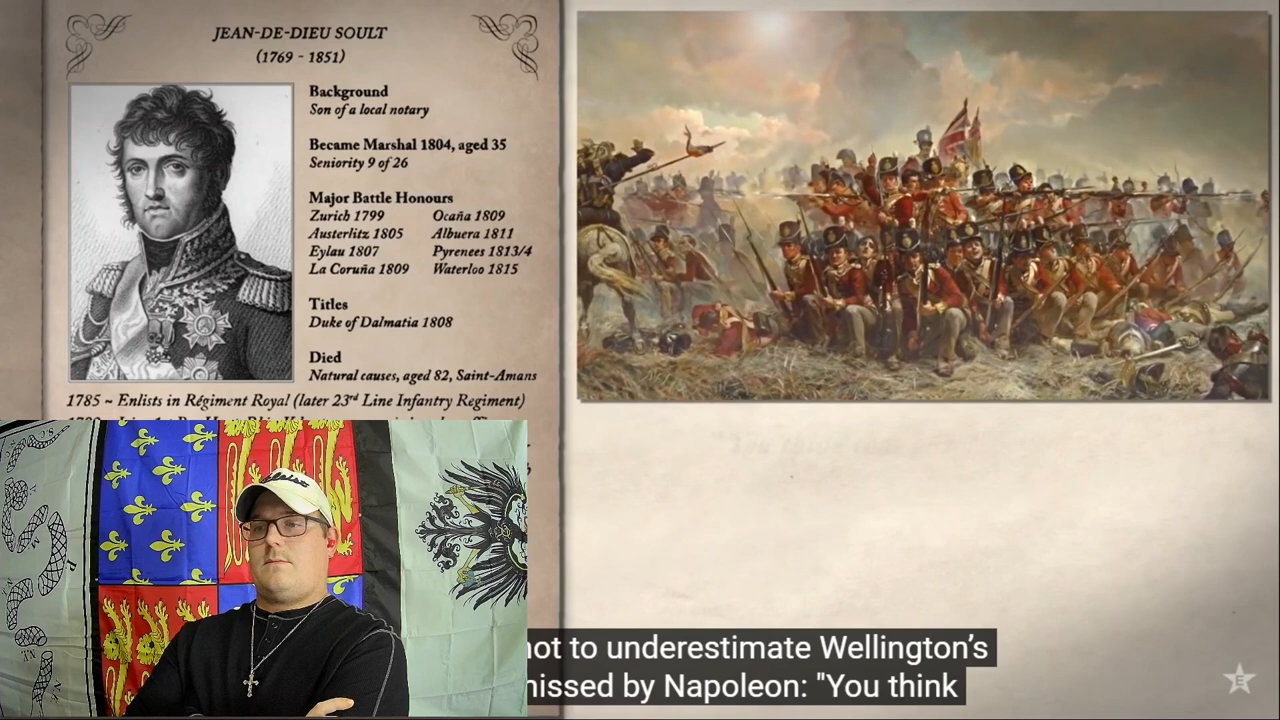 JEAN-DE-DIEU SOULT
(1769 - 1851)
Background
Son of a local notary
Became Marshal 1804, aged 35
Seniority 9 of 26
Major Battle Honours
Zurich 1799 Ocaña 1809
Austerlitz 1805 Albuera 1811
Eylau 1807 Pyrenees 1813/4
La Coruña 1809 Waterloo 1815
Titles
Duke of Dalmatia 1808
Died
Natural causes, aged 82, Saint-Amans
1785 ~ Enlists in Régiment Royal (later 23rd Line Infantry Regiment)
not to underestimate Wellington's
missed by Napoleon: "You think
E